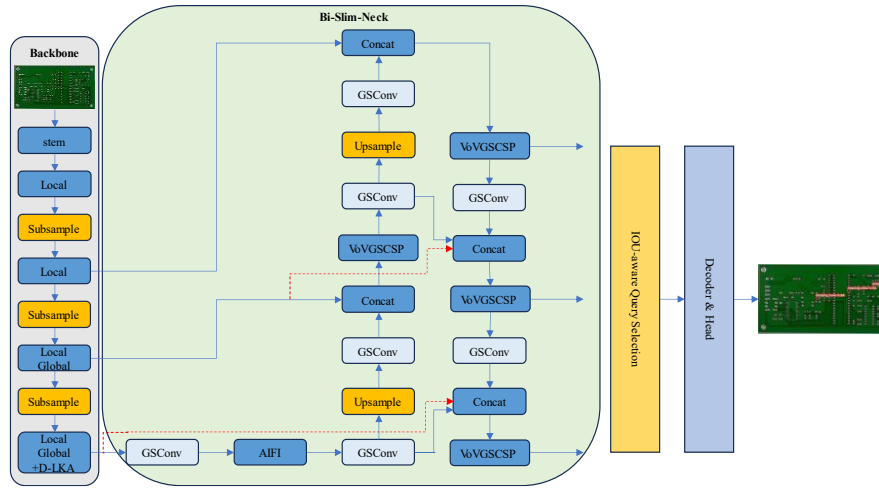 Bi-Slim-Neck
Backbone
stem
Local
Subsample
Local
Subsample
Local
Global
Subsample
Local
Global
+D-LKA
GSConv
AIFI
GSConv
Upsample
GSConv
Concat
VoVGSCSP
GSConv
Upsample
GSConv
Concat
VoVGSCSP
GSConv
Concat
VoVGSCSP
GSConv
Concat
VoVGSCSP
IOU-aware Query Selection
Decoder & Head